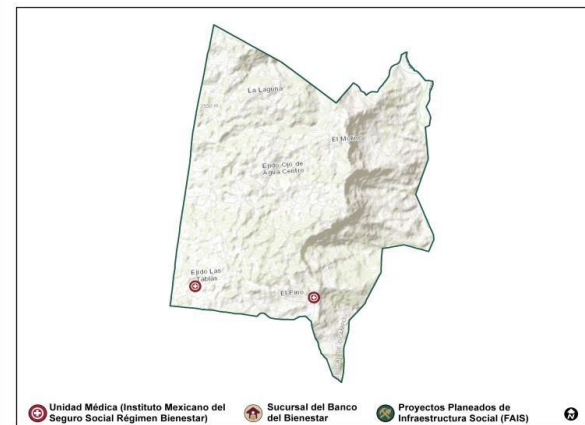 La Laguna
El M
Ejido Ojo de
Agua Centro
Ejido Las
Tablas
El Pino
Unidad Médica (Instituto Mexicano del
Seguro Social Régimen Bienestar)
Sucursal del Banco
del Bienestar
Proyectos Planeados de
Infraestructura Social (FAIS)